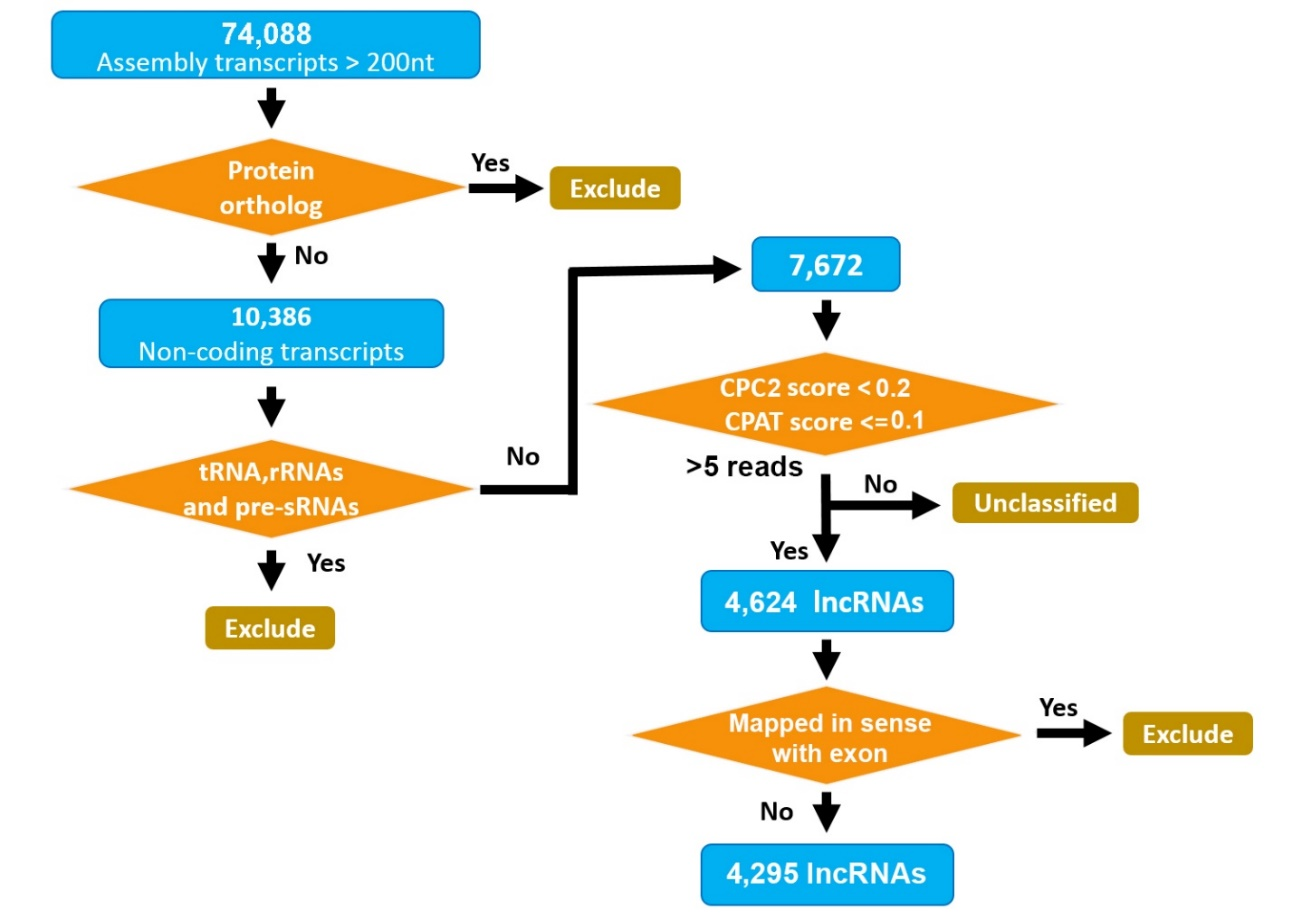 74,088
Assembly transcripts > 200nt
Protein
ortholog
Yes
Exclude
No
10,386
Non-coding transcripts
tRNA,rRNAs
and pre-sRNAs
Yes
Exclude
No
7,672
CPC2 score < 0.2
CPAT score <= 0.1
>5 reads
No
Unclassified
Yes
4,624 lncRNAs
Mapped in sense
with exon
Yes
Exclude
No
4,295 lncRNAs